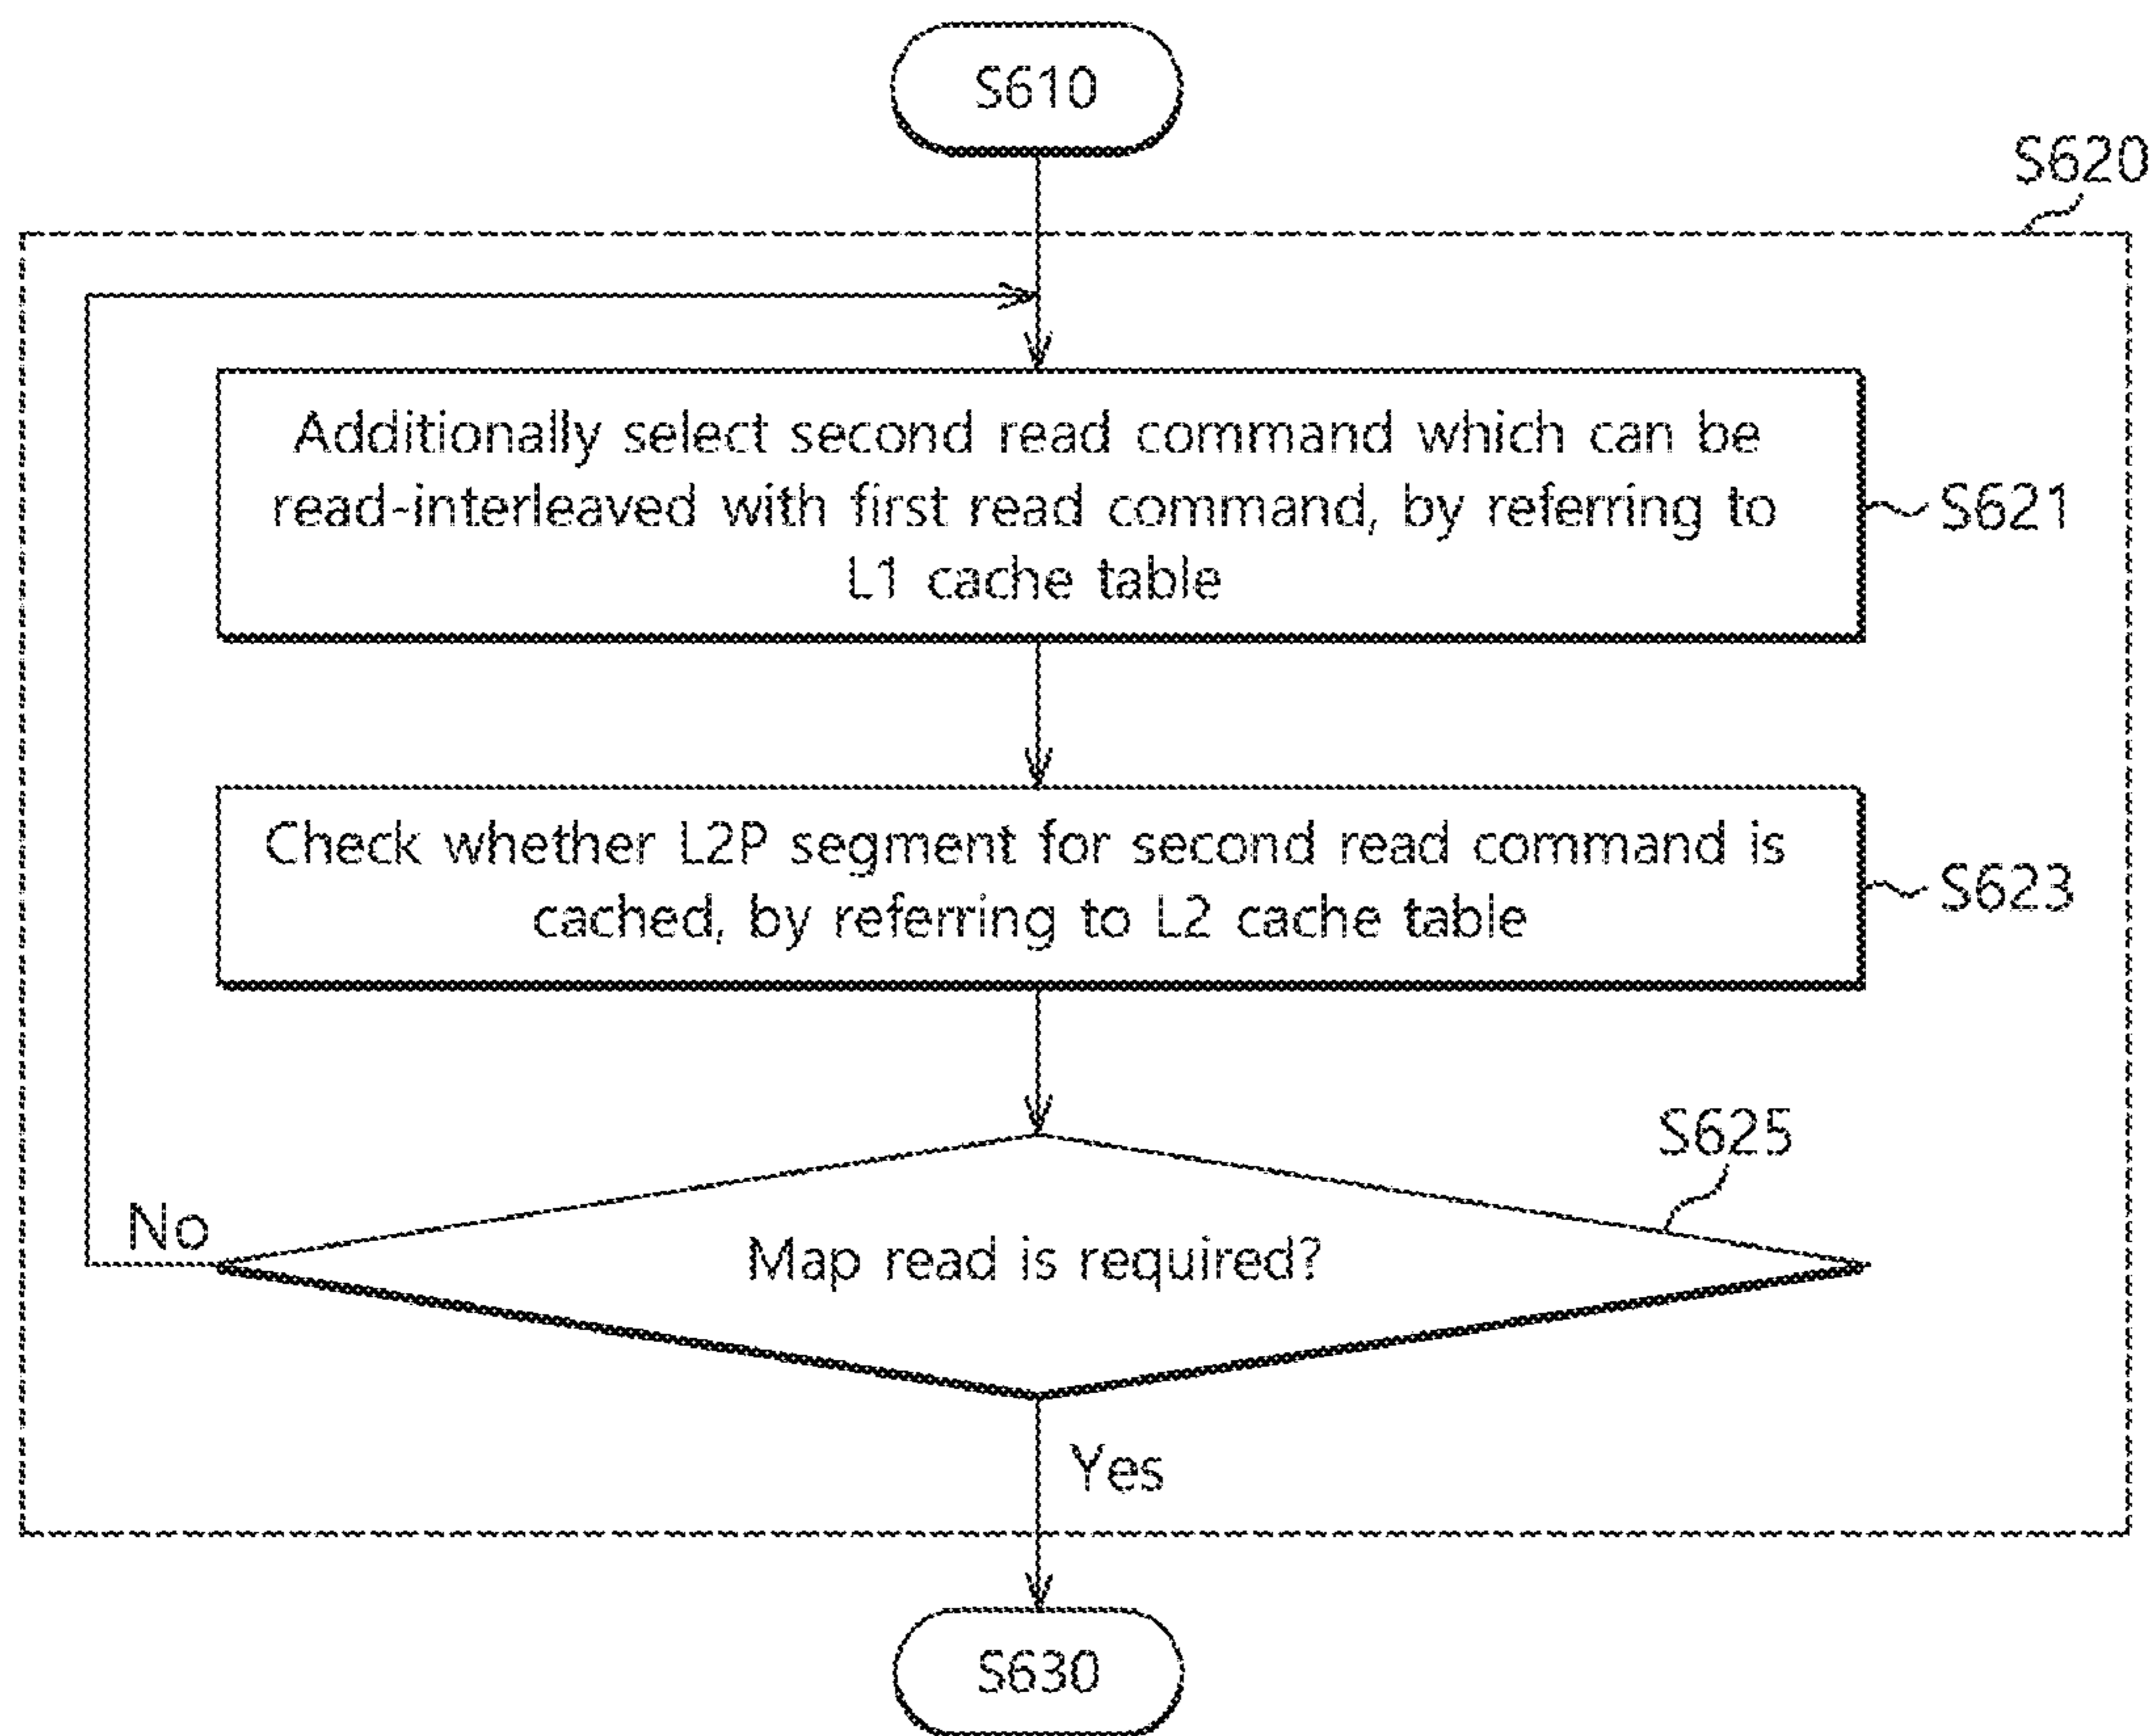 S610
S620
Additionally select second read command which can be
read-interleaved with first read command, by referring to
L1 cache table
S621
Check whether L2P segment for second read command is
cached, by referring to L2 cache table
S623
S625
No
Map read is required?
Yes
S630